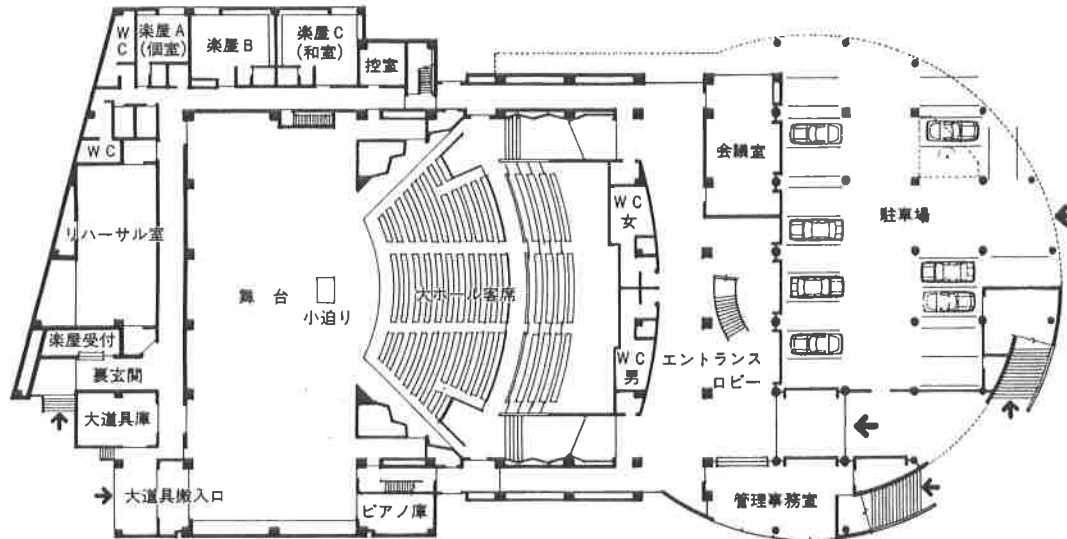 WC
楽屋A
(個室)
楽屋B
楽屋C
(和室)
控室
WC
リハーサル室
楽屋受付
裏玄関
大道具庫
大道具搬入口
舞台
小迫り
大ホール客席
ピアノ庫
WC
女
WC
男
会議室
エントランス
ロビー
駐車場
管理事務室